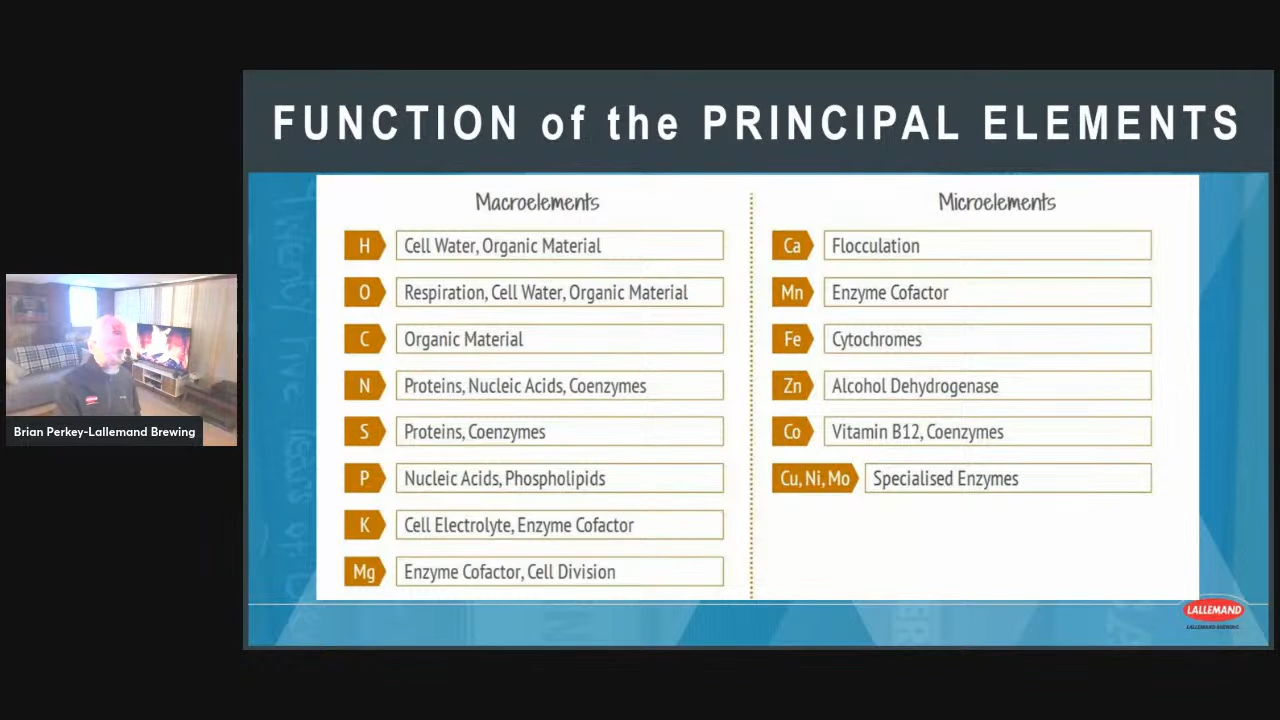 FUNCTION of the PRINCIPAL ELEMENTS
Macroelements
H Cell Water, Organic Material
O Respiration, Cell Water, Organic Material
C Organic Material
N Proteins, Nucleic Acids, Coenzymes
S Proteins, Coenzymes
P Nucleic Acids, Phospholipids
K Cell Electrolyte, Enzyme Cofactor
Mg Enzyme Cofactor, Cell Division
Microelements
Ca Flocculation
Mn Enzyme Cofactor
Fe Cytochromes
Zn Alcohol Dehydrogenase
Co Vitamin B12, Coenzymes
Cu, Ni, Mo Specialised Enzymes
Brian Perkey-Lallemand Brewing
LALLEMAND
LALLEMAND BREWING